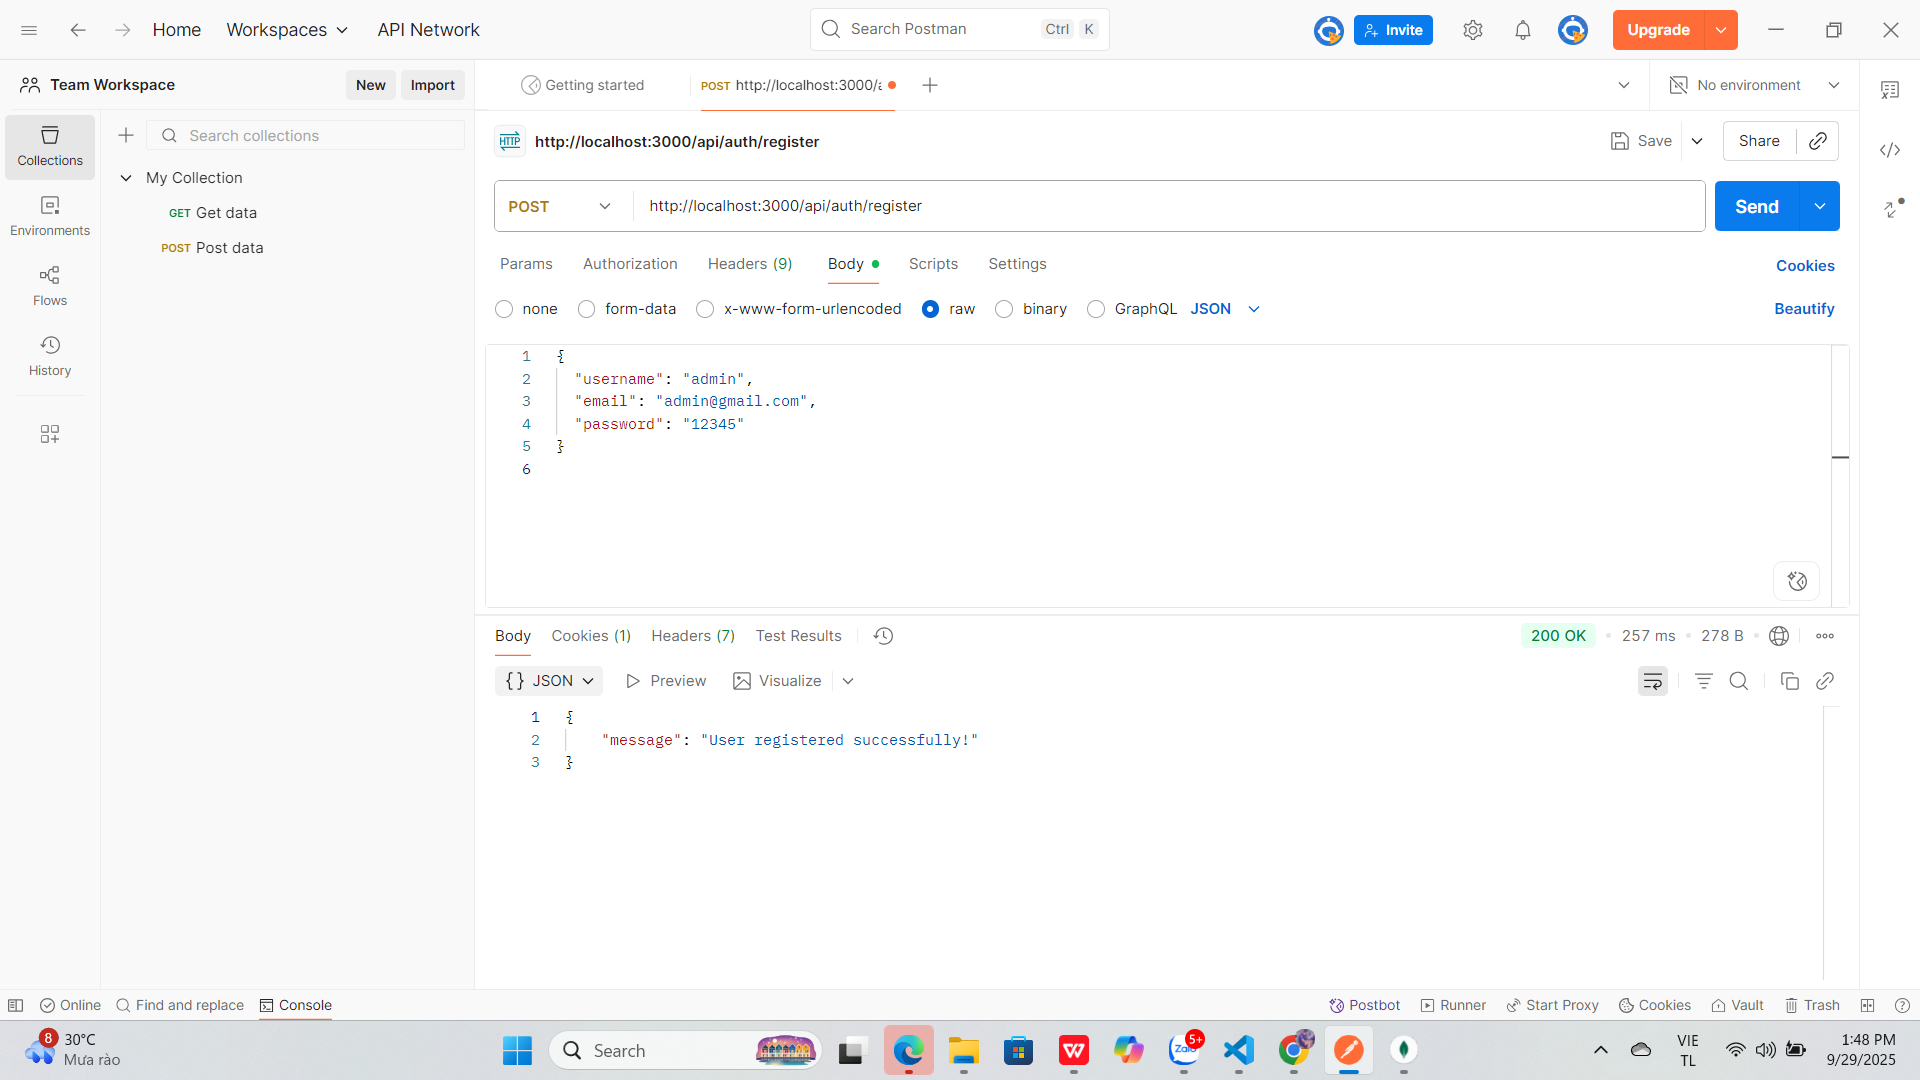 Home
Workspaces
API Network
Search Postman
Ctrl
K
Invite
Upgrade
Team Workspace
New
Import
Getting started
POST http://localhost:3000/a
No environment
Collections
Environments
Flows
History
Search collections
My Collection
GET Get data
POST Post data
HTTP
http://localhost:3000/api/auth/register
Save
Share
POST
http://localhost:3000/api/auth/register
Send
Params
Authorization
Headers (9)
Body
Scripts
Settings
Cookies
none
form-data
x-www-form-urlencoded
raw
binary
GraphQL
JSON
Beautify
1 {
2 "username": "admin",
3 "email": "admin@gmail.com",
4 "password": "12345"
5 }
6
Body
Cookies (1)
Headers (7)
Test Results
200 OK
257 ms
278 B
{} JSON
Preview
Visualize
1 {
2 "message": "User registered successfully!"
3 }
Online
Find and replace
Console
Postbot
Runner
Start Proxy
Cookies
Vault
Trash
8
30°C
Mưa rào
Search
Zalo
5+
VIE
TL
1:48 PM
9/29/2025